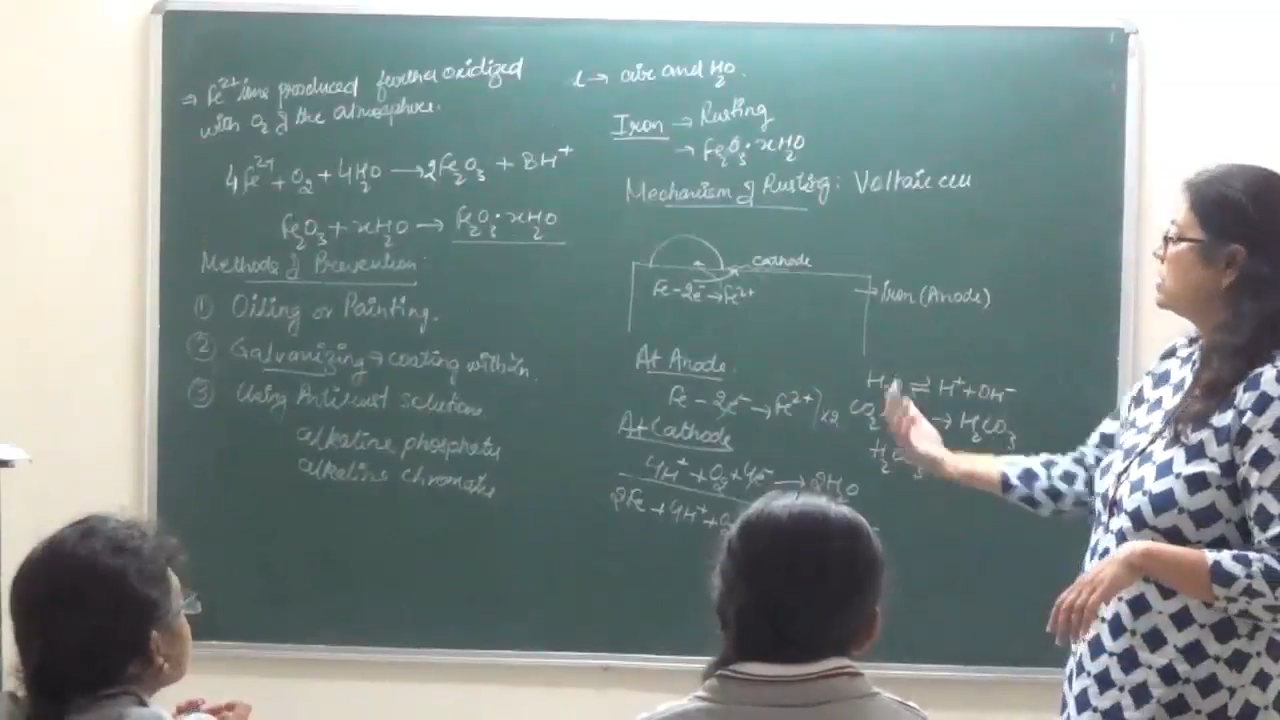 ⇒ Fe²⁺ ions produced further oxidized
with O₂ of the atmosphere.
4Fe²⁺ + O₂ + 4H₂O → 2Fe₂O₃ + 8H⁺
Fe₂O₃ + xH₂O → Fe₂O₃·xH₂O
Methods of Prevention
① Oiling or Painting.
② Galvanizing → coating with Zn.
③ Using Antirust solution
alkaline phosphate
alkaline chromate
→ air and H₂O.
Iron → Rusting
→ Fe₂O₃·xH₂O
Mechanism of Rusting: Voltaic cell
cathode
Fe - 2e⁻ → Fe²⁺
→ Iron (Anode)
At Anode
Fe - 2e⁻ → Fe²⁺) x2
At Cathode
4H⁺ + O₂ + 4e⁻ → 2H₂O
2Fe + 4H⁺ +
⇌ H⁺ + OH⁻
→ H₂CO₃